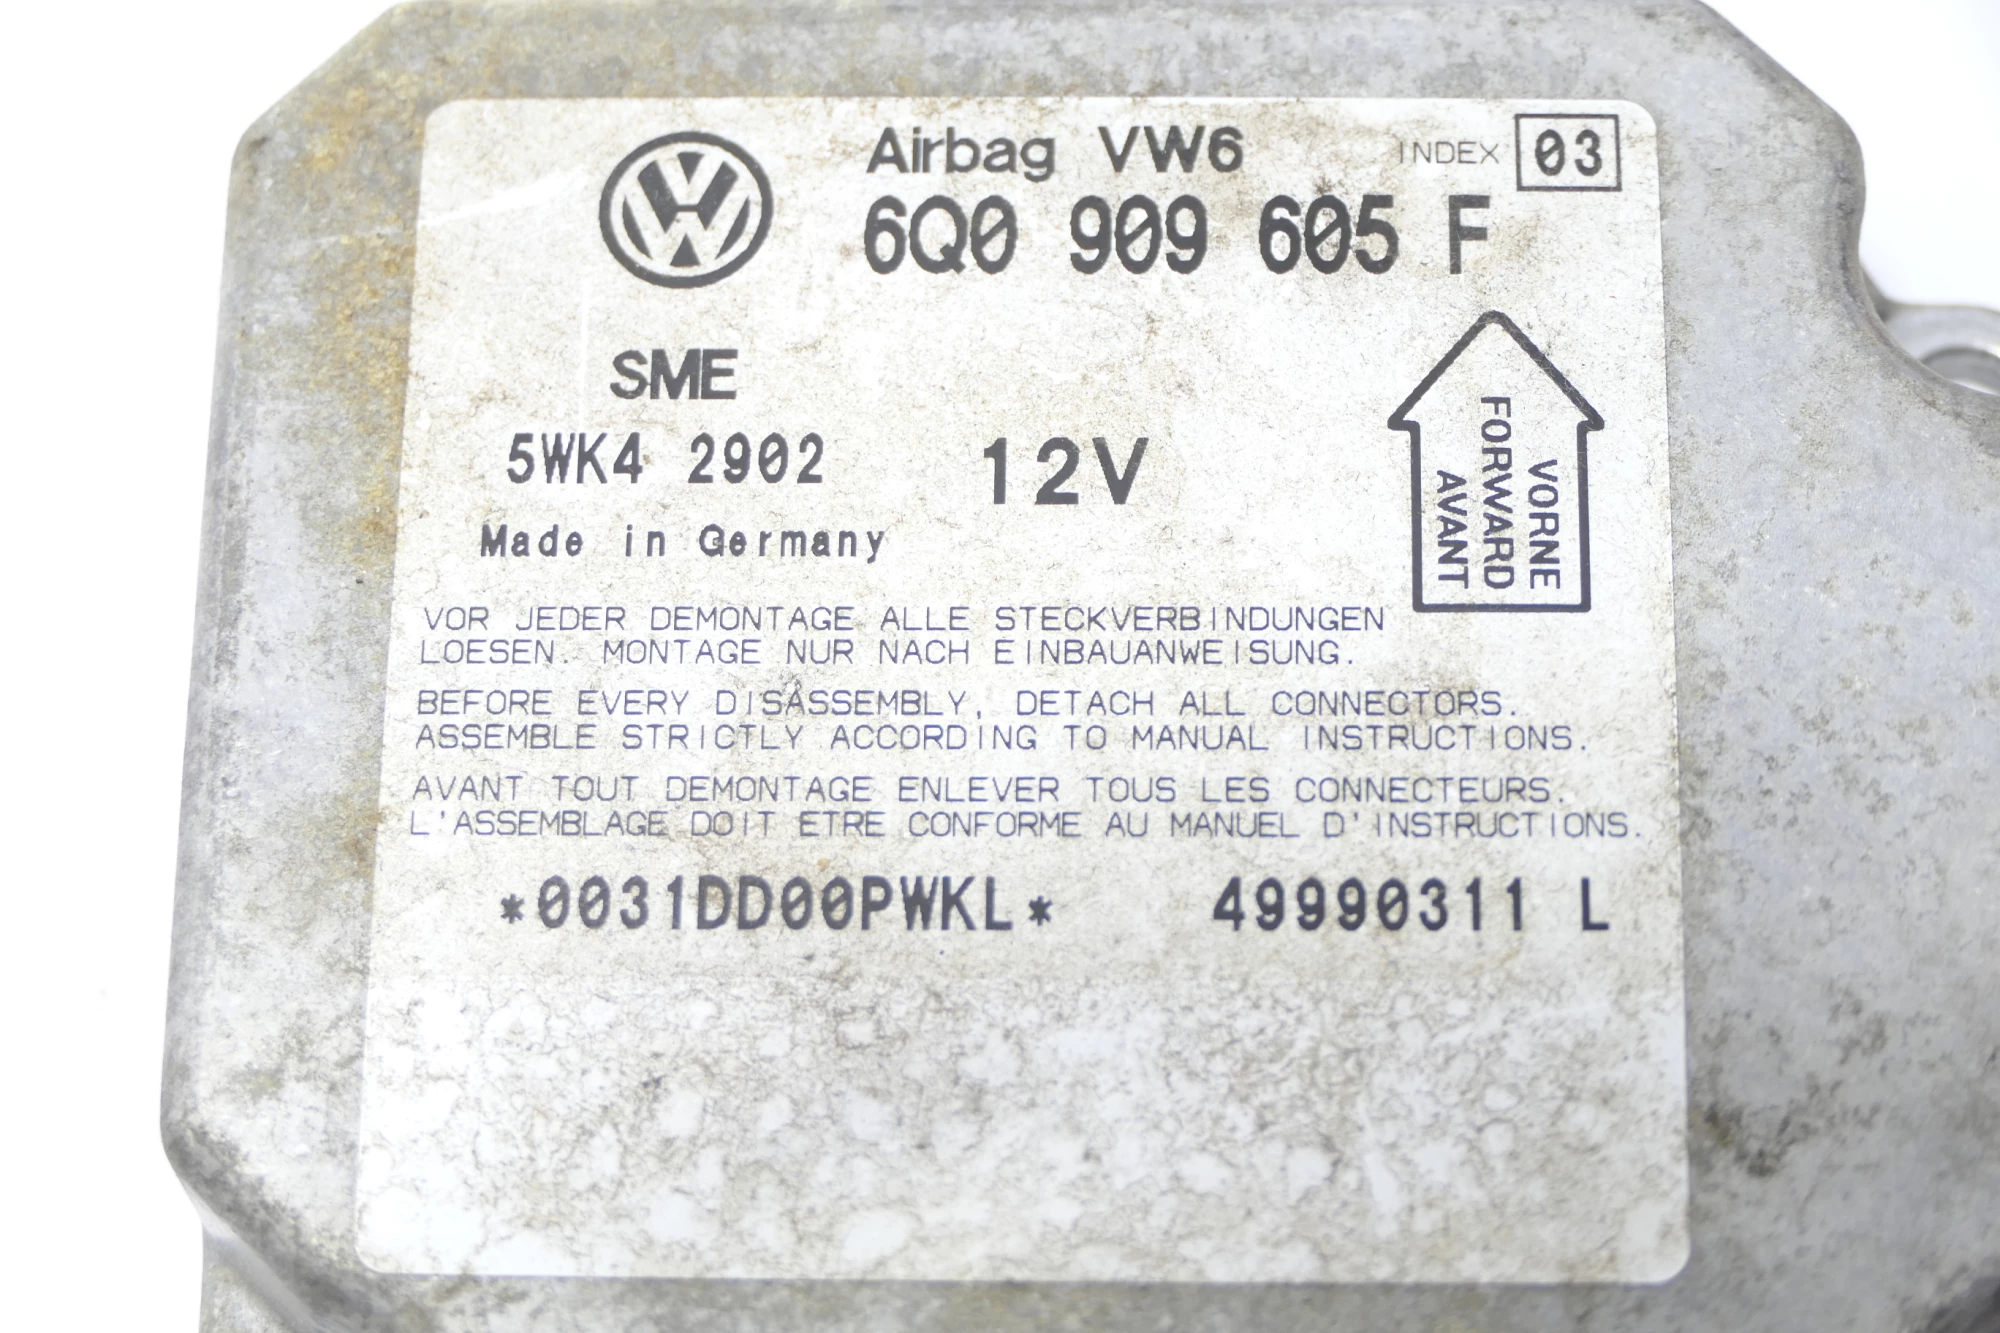 Airbag VW6 INDEX 03
6Q0 909 605 F
SME
5WK4 2902 12V
Made in Germany
VORNE
FORWARD
AVANT
VOR JEDER DEMONTAGE ALLE STECKVERBINDUNGEN
LOESEN. MONTAGE NUR NACH EINBAUANWEISUNG.
BEFORE EVERY DISASSEMBLY, DETACH ALL CONNECTORS.
ASSEMBLE STRICTLY ACCORDING TO MANUAL INSTRUCTIONS.
AVANT TOUT DEMONTAGE ENLEVER TOUS LES CONNECTEURS.
L'ASSEMBLAGE DOIT ETRE CONFORME AU MANUEL D'INSTRUCTIONS.
*0031DD00PWKL* 49990311 L